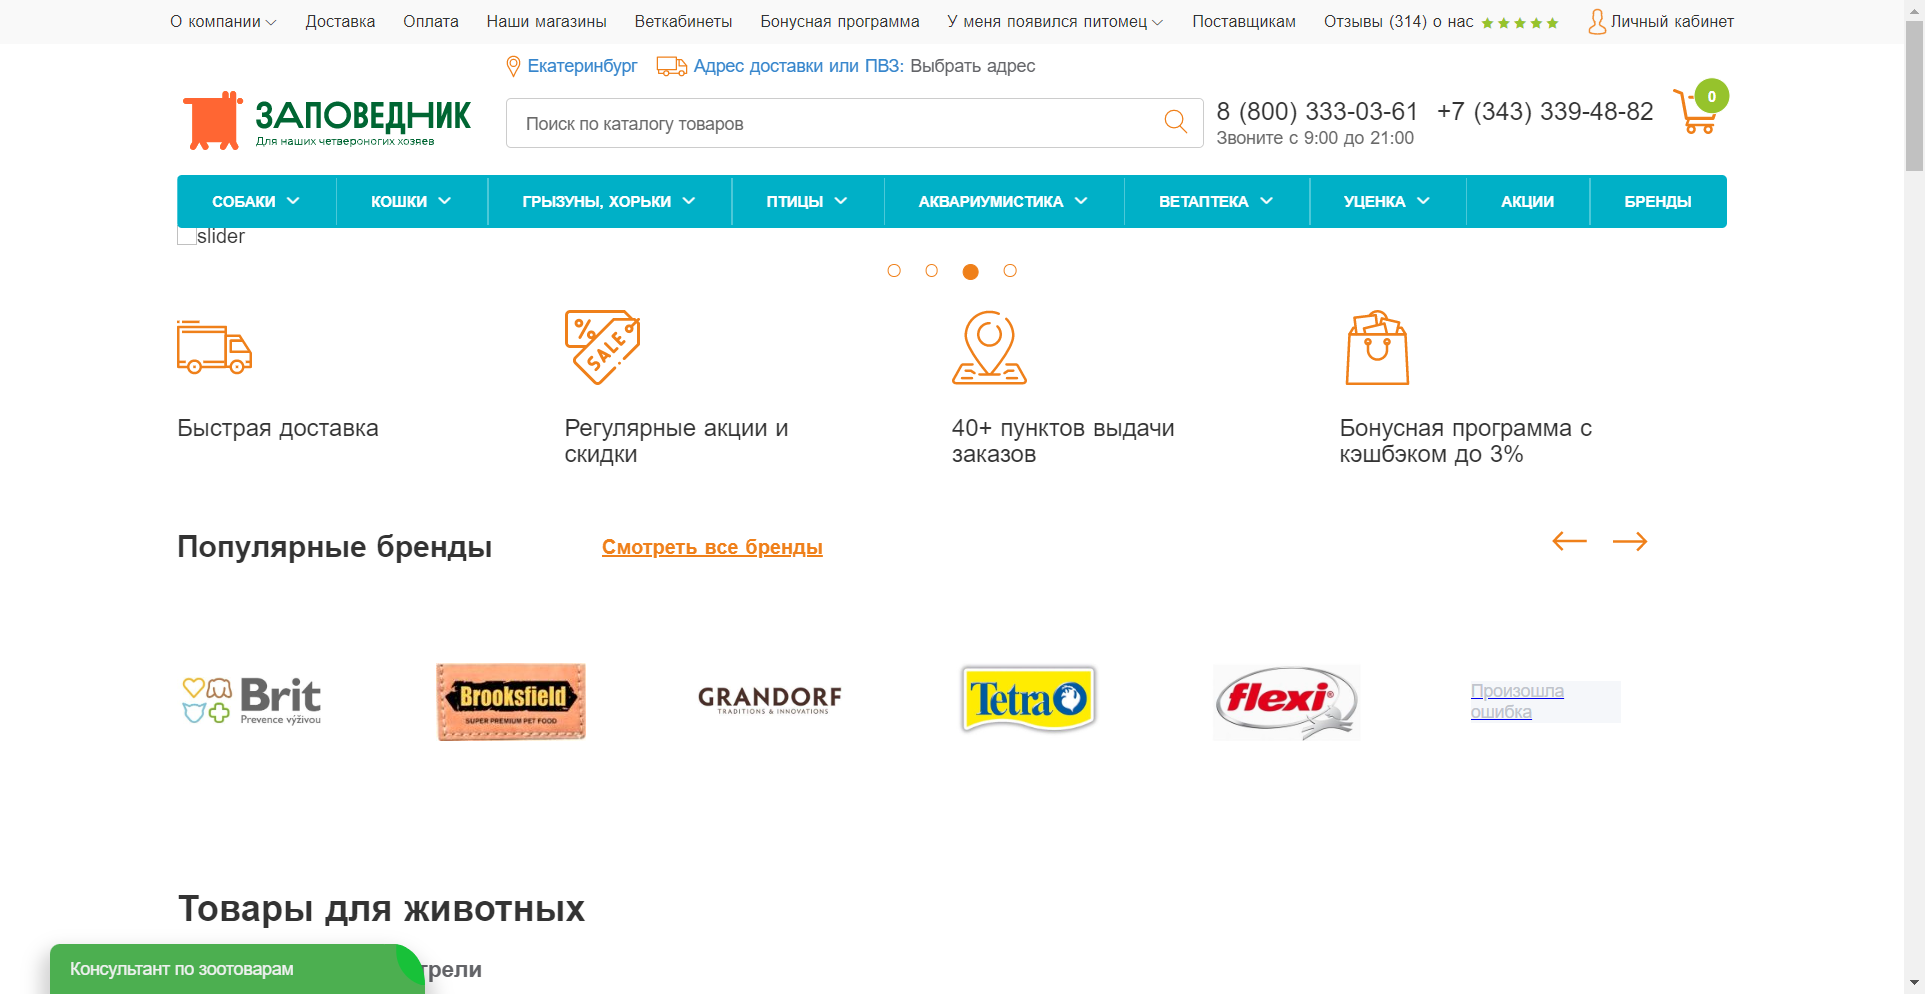 О компании Доставка Оплата Наши магазины Веткабинеты Бонусная программа У меня появился питомец Поставщикам Отзывы (314) о нас Личный кабинет
Екатеринбург Адрес доставки или ПВЗ: Выбрать адрес
ЗАПОВЕДНИК
Для наших четвероногих хозяев
Поиск по каталогу товаров
8 (800) 333-03-61 +7 (343) 339-48-82
Звоните с 9:00 до 21:00
0
СОБАКИ КОШКИ ГРЫЗУНЫ, ХОРЬКИ ПТИЦЫ АКВАРИУМИСТИКА ВЕТАПТЕКА УЦЕНКА АКЦИИ БРЕНДЫ
slider
% SALE
Быстрая доставка
Регулярные акции и
скидки
40+ пунктов выдачи
заказов
Бонусная программа с
кэшбэком до 3%
Популярные бренды Смотреть все бренды
Brit
Prevence výživou
Brooksfield
SUPER PREMIUM PET FOOD
GRANDORF
TRADITIONS & INNOVATIONS
Tetra
flexi®
Произошла
ошибка
Товары для животных
трели
Консультант по зоотоварам